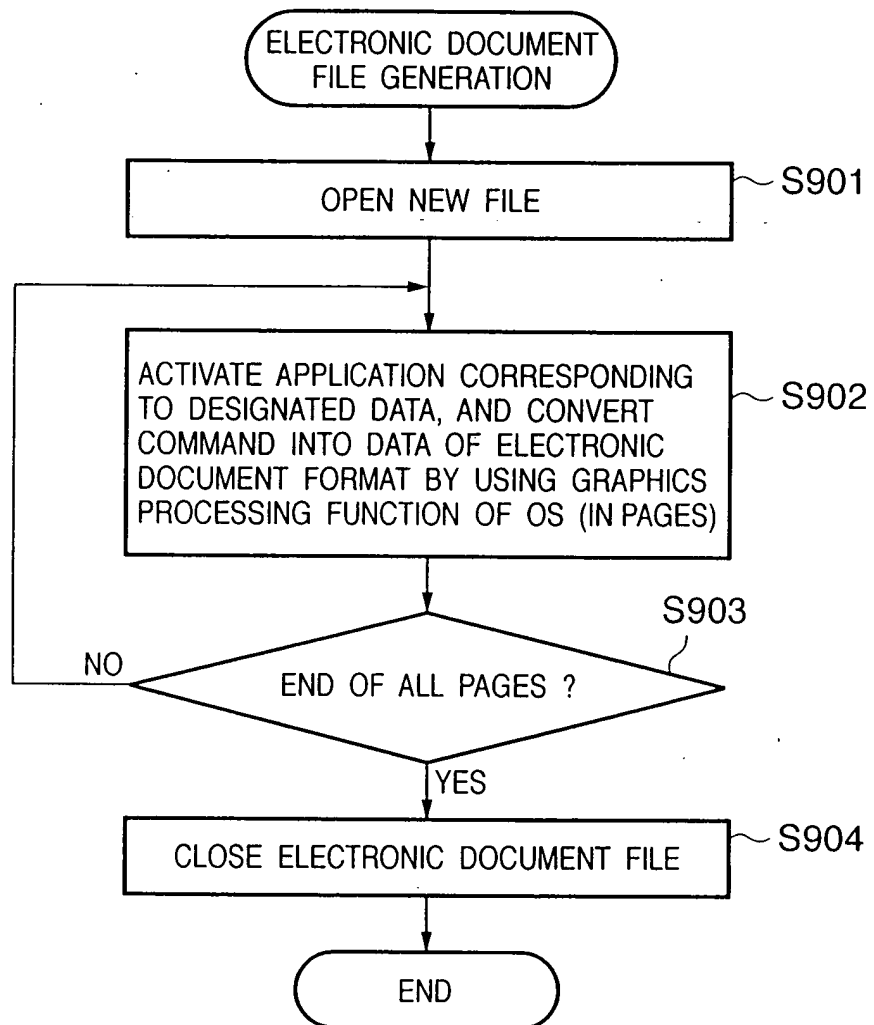 ELECTRONIC DOCUMENT
FILE GENERATION
S901
OPEN NEW FILE
S902
ACTIVATE APPLICATION CORRESPONDING
TO DESIGNATED DATA, AND CONVERT
COMMAND INTO DATA OF ELECTRONIC
DOCUMENT FORMAT BY USING GRAPHICS
PROCESSING FUNCTION OF OS (IN PAGES)
S903
NO
END OF ALL PAGES ?
YES
S904
CLOSE ELECTRONIC DOCUMENT FILE
END